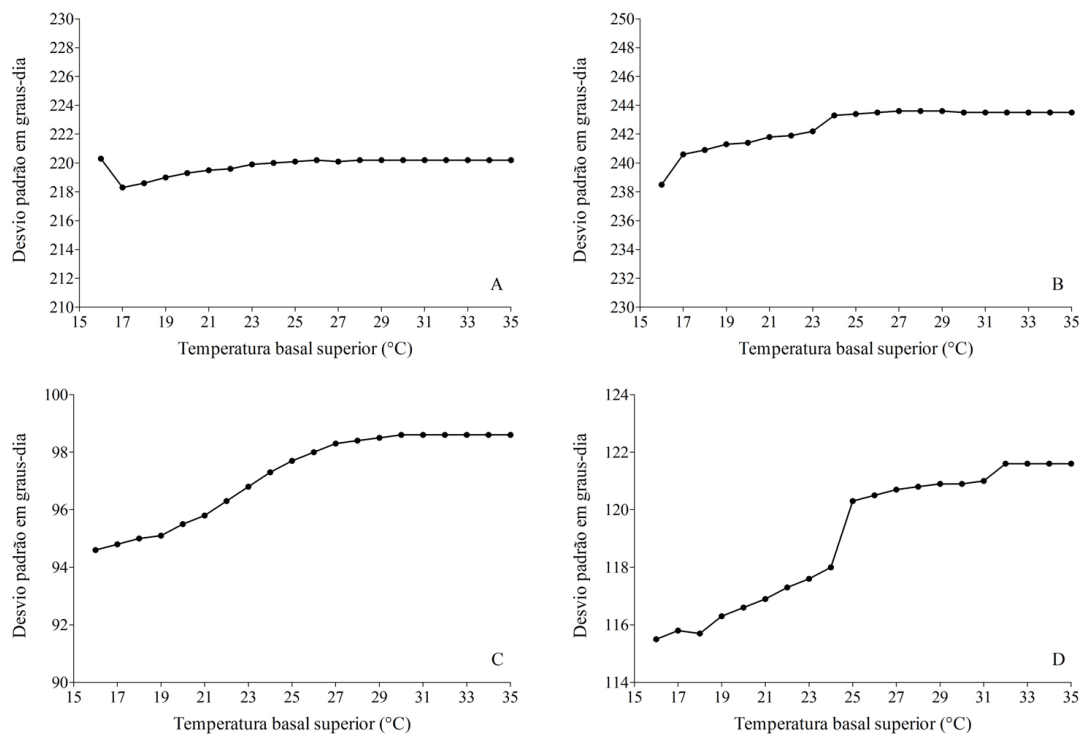 Desvio padrão em graus-dia
230
228
226
224
222
220
218
216
214
212
210
15 17 19 21 23 25 27 29 31 33 35
Temperatura basal superior (°C)
A
Desvio padrão em graus-dia
250
248
246
244
242
240
238
236
234
232
230
15 17 19 21 23 25 27 29 31 33 35
Temperatura basal superior (°C)
B
Desvio padrão em graus-dia
100
98
96
94
92
90
15 17 19 21 23 25 27 29 31 33 35
Temperatura basal superior (°C)
C
Desvio padrão em graus-dia
124
122
120
118
116
114
15 17 19 21 23 25 27 29 31 33 35
Temperatura basal superior (°C)
D